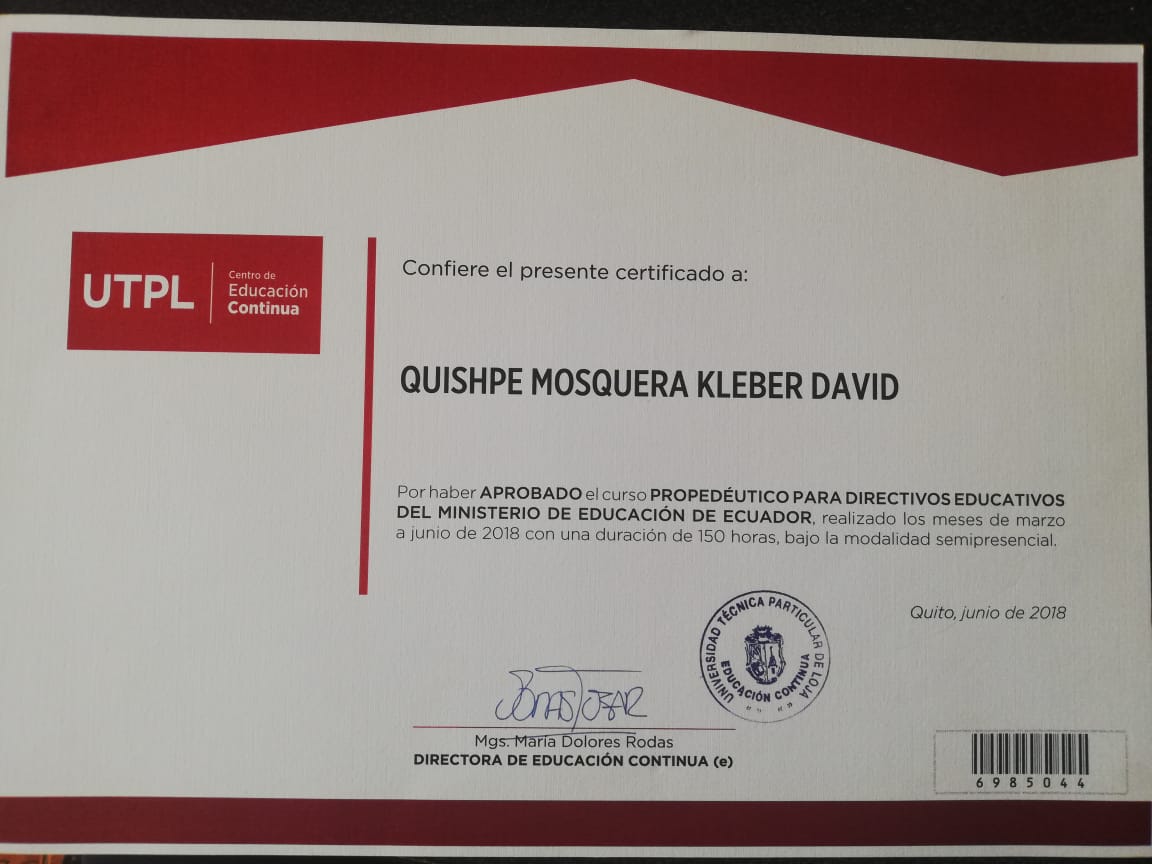 UTPL
Centro de
Educación
Continua
Confiere el presente certificado a:
QUISHPE MOSQUERA KLEBER DAVID
Por haber APROBADO el curso PROPEDÉUTICO PARA DIRECTIVOS EDUCATIVOS
DEL MINISTERIO DE EDUCACIÓN DE ECUADOR, realizado los meses de marzo
a junio de 2018 con una duración de 150 horas, bajo la modalidad semipresencial.
Quito, junio de 2018
UNIVERSIDAD TÉCNICA PARTICULAR DE LOJA
EDUCACIÓN CONTINUA
Mgs. María Dolores Rodas
DIRECTORA DE EDUCACIÓN CONTINUA (e)
6985044